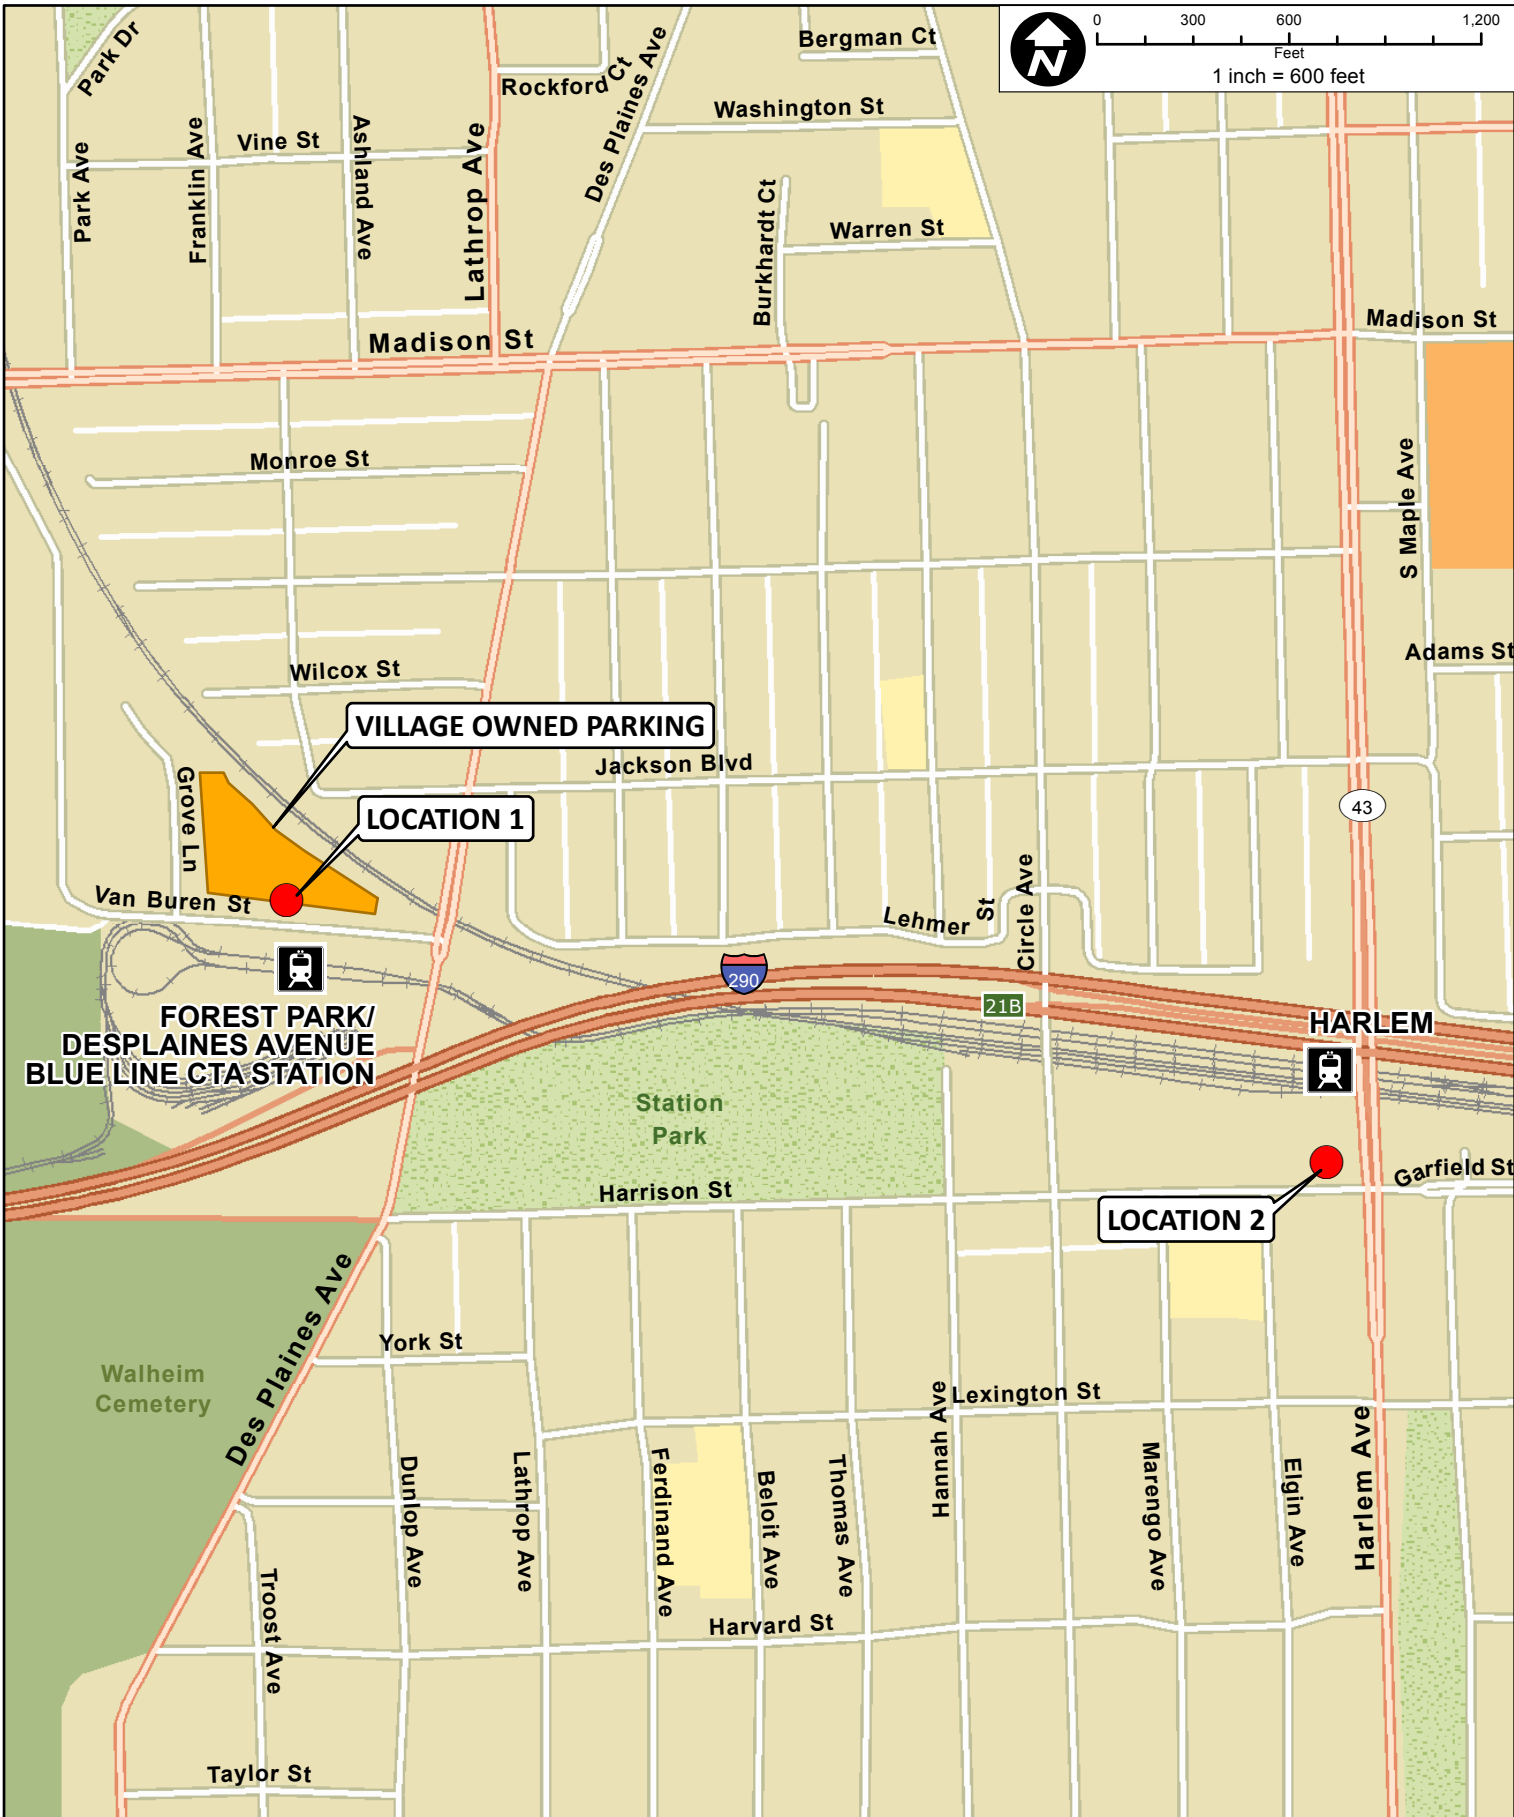 0 300 600 1,200
Feet
1 inch = 600 feet
N
Park Dr
Rockford Ct
Des Plaines Ave
Bergman Ct
Washington St
Park Ave
Franklin Ave
Vine St
Ashland Ave
Lathrop Ave
Burkhardt Ct
Warren St
Madison St
Madison St
Monroe St
S Maple Ave
Wilcox St
Adams St
VILLAGE OWNED PARKING
Jackson Blvd
Grove Ln
LOCATION 1
43
Van Buren St
Lehmer St
Circle Ave
290
21B
FOREST PARK/
DESPLAINES AVENUE
BLUE LINE CTA STATION
HARLEM
Station
Park
Harrison St
Garfield St
LOCATION 2
Des Plaines Ave
York St
Walheim
Cemetery
Lexington St
Dunlop Ave
Lathrop Ave
Ferdinand Ave
Beloit Ave
Thomas Ave
Hannah Ave
Marengo Ave
Elgin Ave
Harlem Ave
Troost Ave
Harvard St
Taylor St